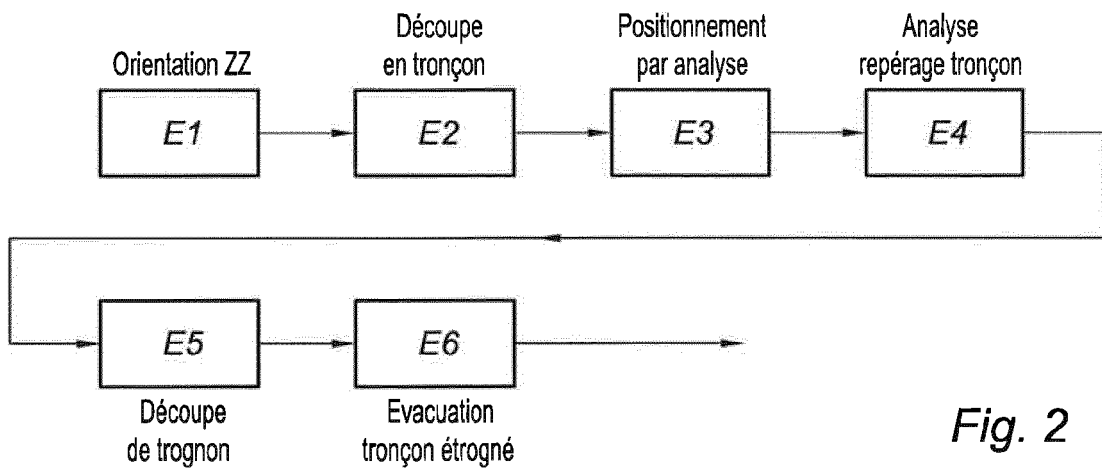 Orientation ZZ
Découpe
en tronçon
Positionnement
par analyse
Analyse
repérage tronçon
E1
E2
E3
E4
E5
E6
Découpe
de trognon
Evacuation
tronçon étrogné
Fig. 2